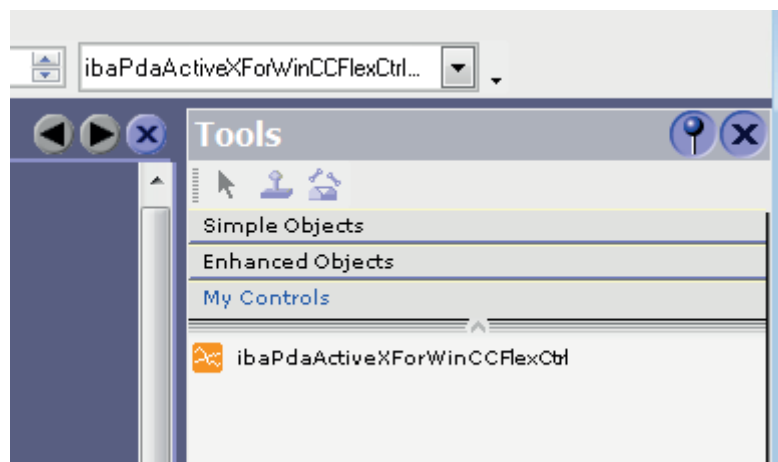 ibaPdaActiveXForWinCCFlexCtrl...
Tools
Simple Objects
Enhanced Objects
My Controls
ibaPdaActiveXForWinCCFlexCtrl